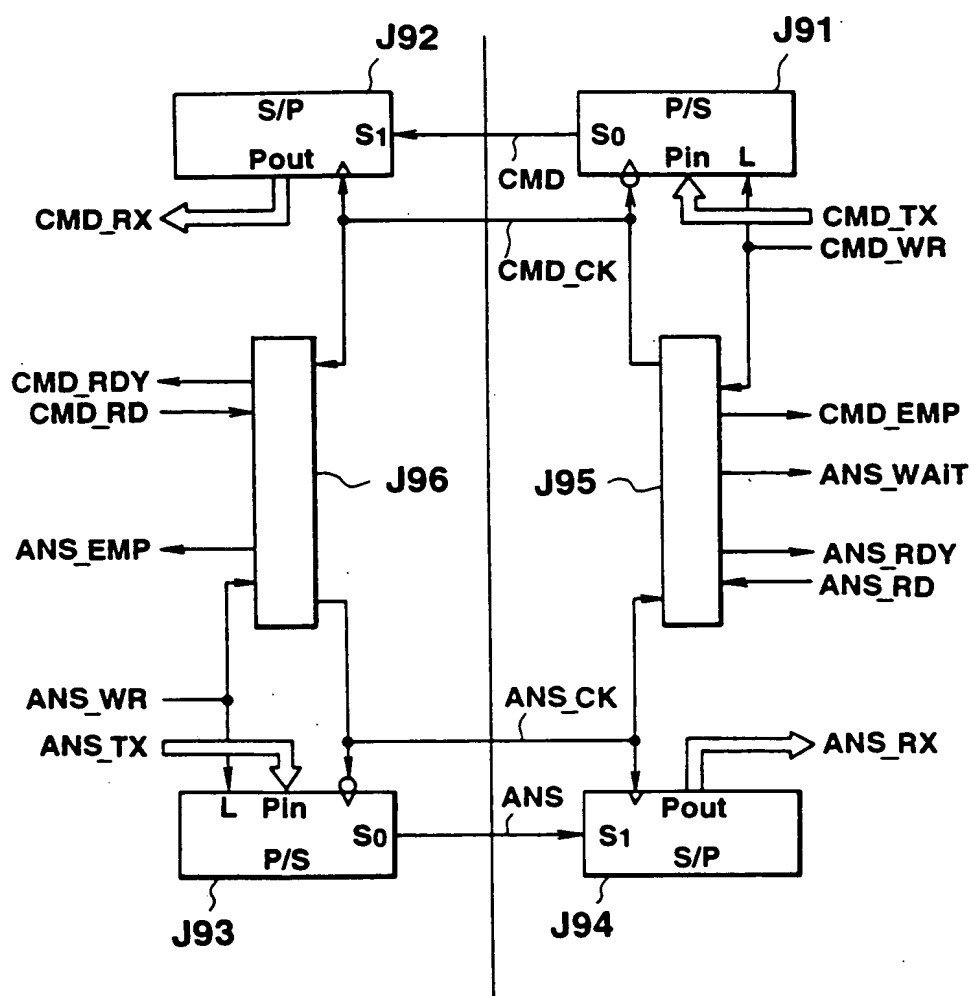 J92
J91
S/P
P/S
S1
S0
Pout
Pin
L
CMD
CMD_RX
CMD_TX
CMD_WR
CMD_CK
CMD_RDY
CMD_RD
CMD_EMP
J96
J95
ANS_WAiT
ANS_EMP
ANS_RDY
ANS_RD
ANS_WR
ANS_CK
ANS_TX
ANS_RX
L
Pin
ANS
Pout
S0
S1
P/S
S/P
J93
J94